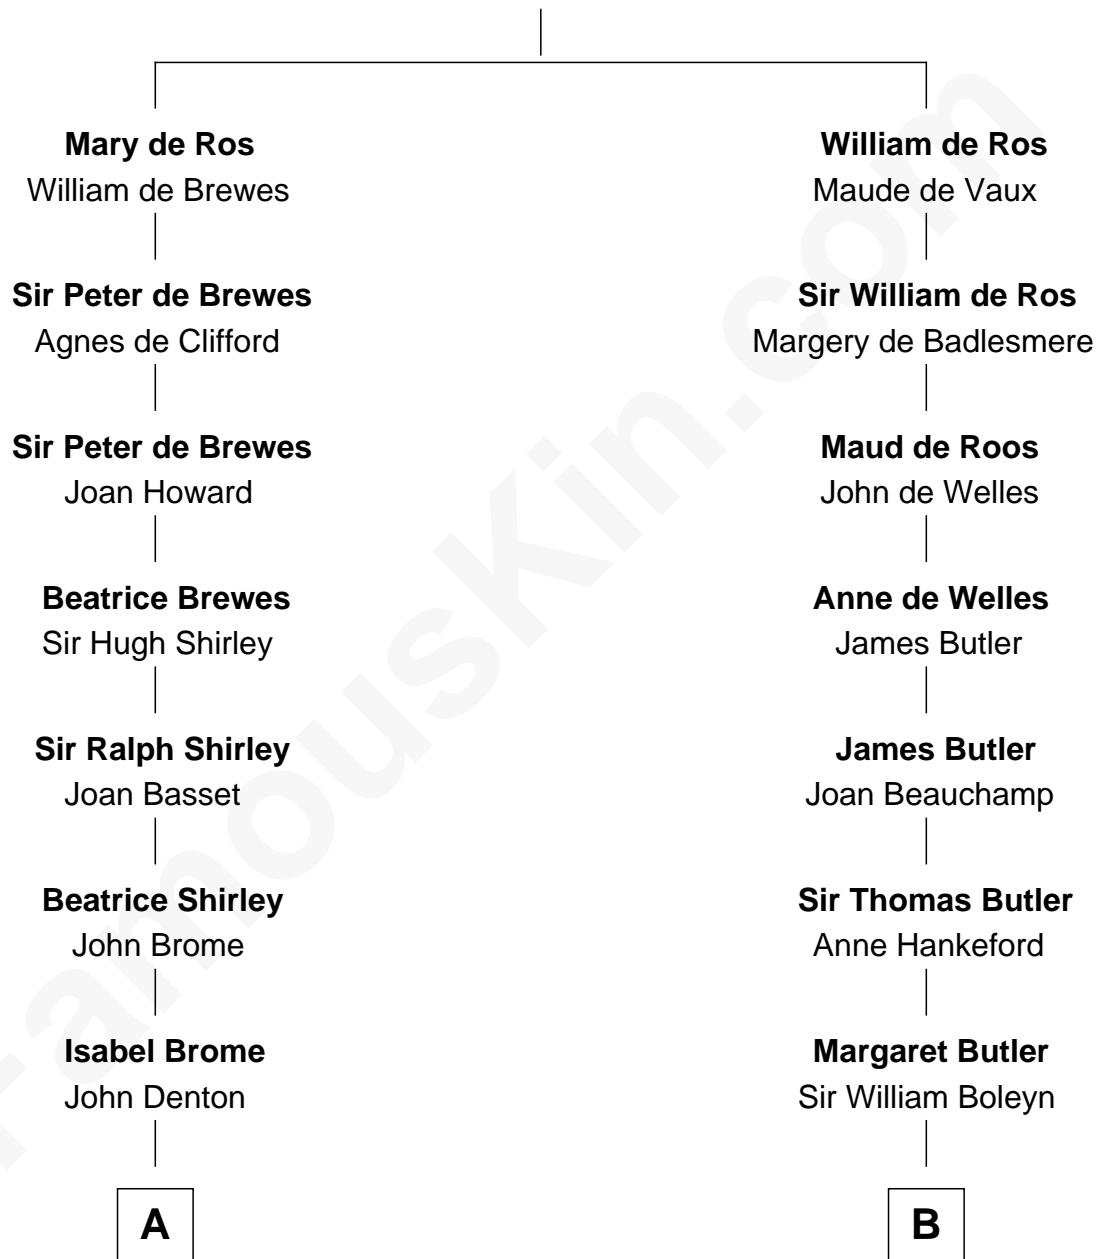 Mary de Ros
William de Brewes
Sir Peter de Brewes
Agnes de Clifford
Sir Peter de Brewes
Joan Howard
Beatrice Brewes
Sir Hugh Shirley
Sir Ralph Shirley
Joan Basset
Beatrice Shirley
John Brome
Isabel Brome
John Denton
A
William de Ros
Maude de Vaux
Sir William de Ros
Margery de Badlesmere
Maud de Roos
John de Welles
Anne de Welles
James Butler
James Butler
Joan Beauchamp
Sir Thomas Butler
Anne Hankeford
Margaret Butler
Sir William Boleyn
B
FamousKin.com